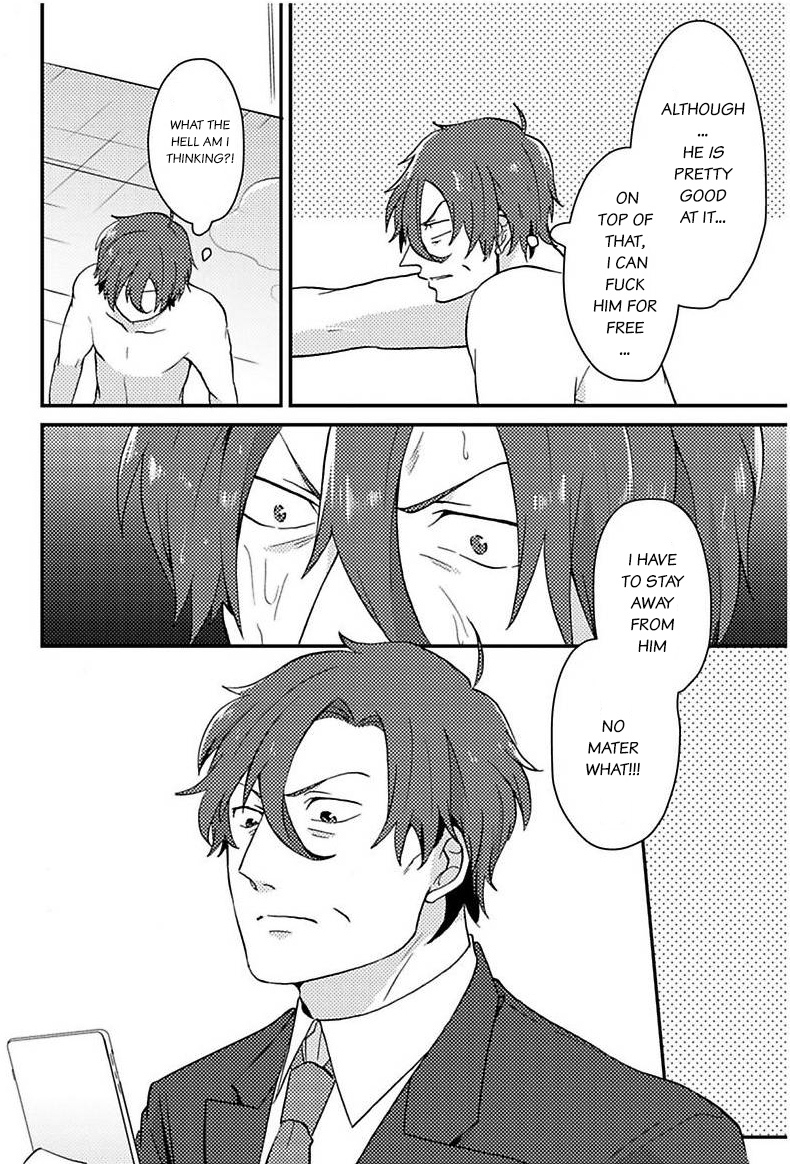 ALTHOUGH
...
HE IS
PRETTY
GOOD
AT IT...
ON
TOP OF
THAT,
I CAN
FUCK
HIM FOR
FREE
...
WHAT THE
HELL AM I
THINKING?!
I HAVE
TO STAY
AWAY
FROM
HIM
NO
MATER
WHAT!!!